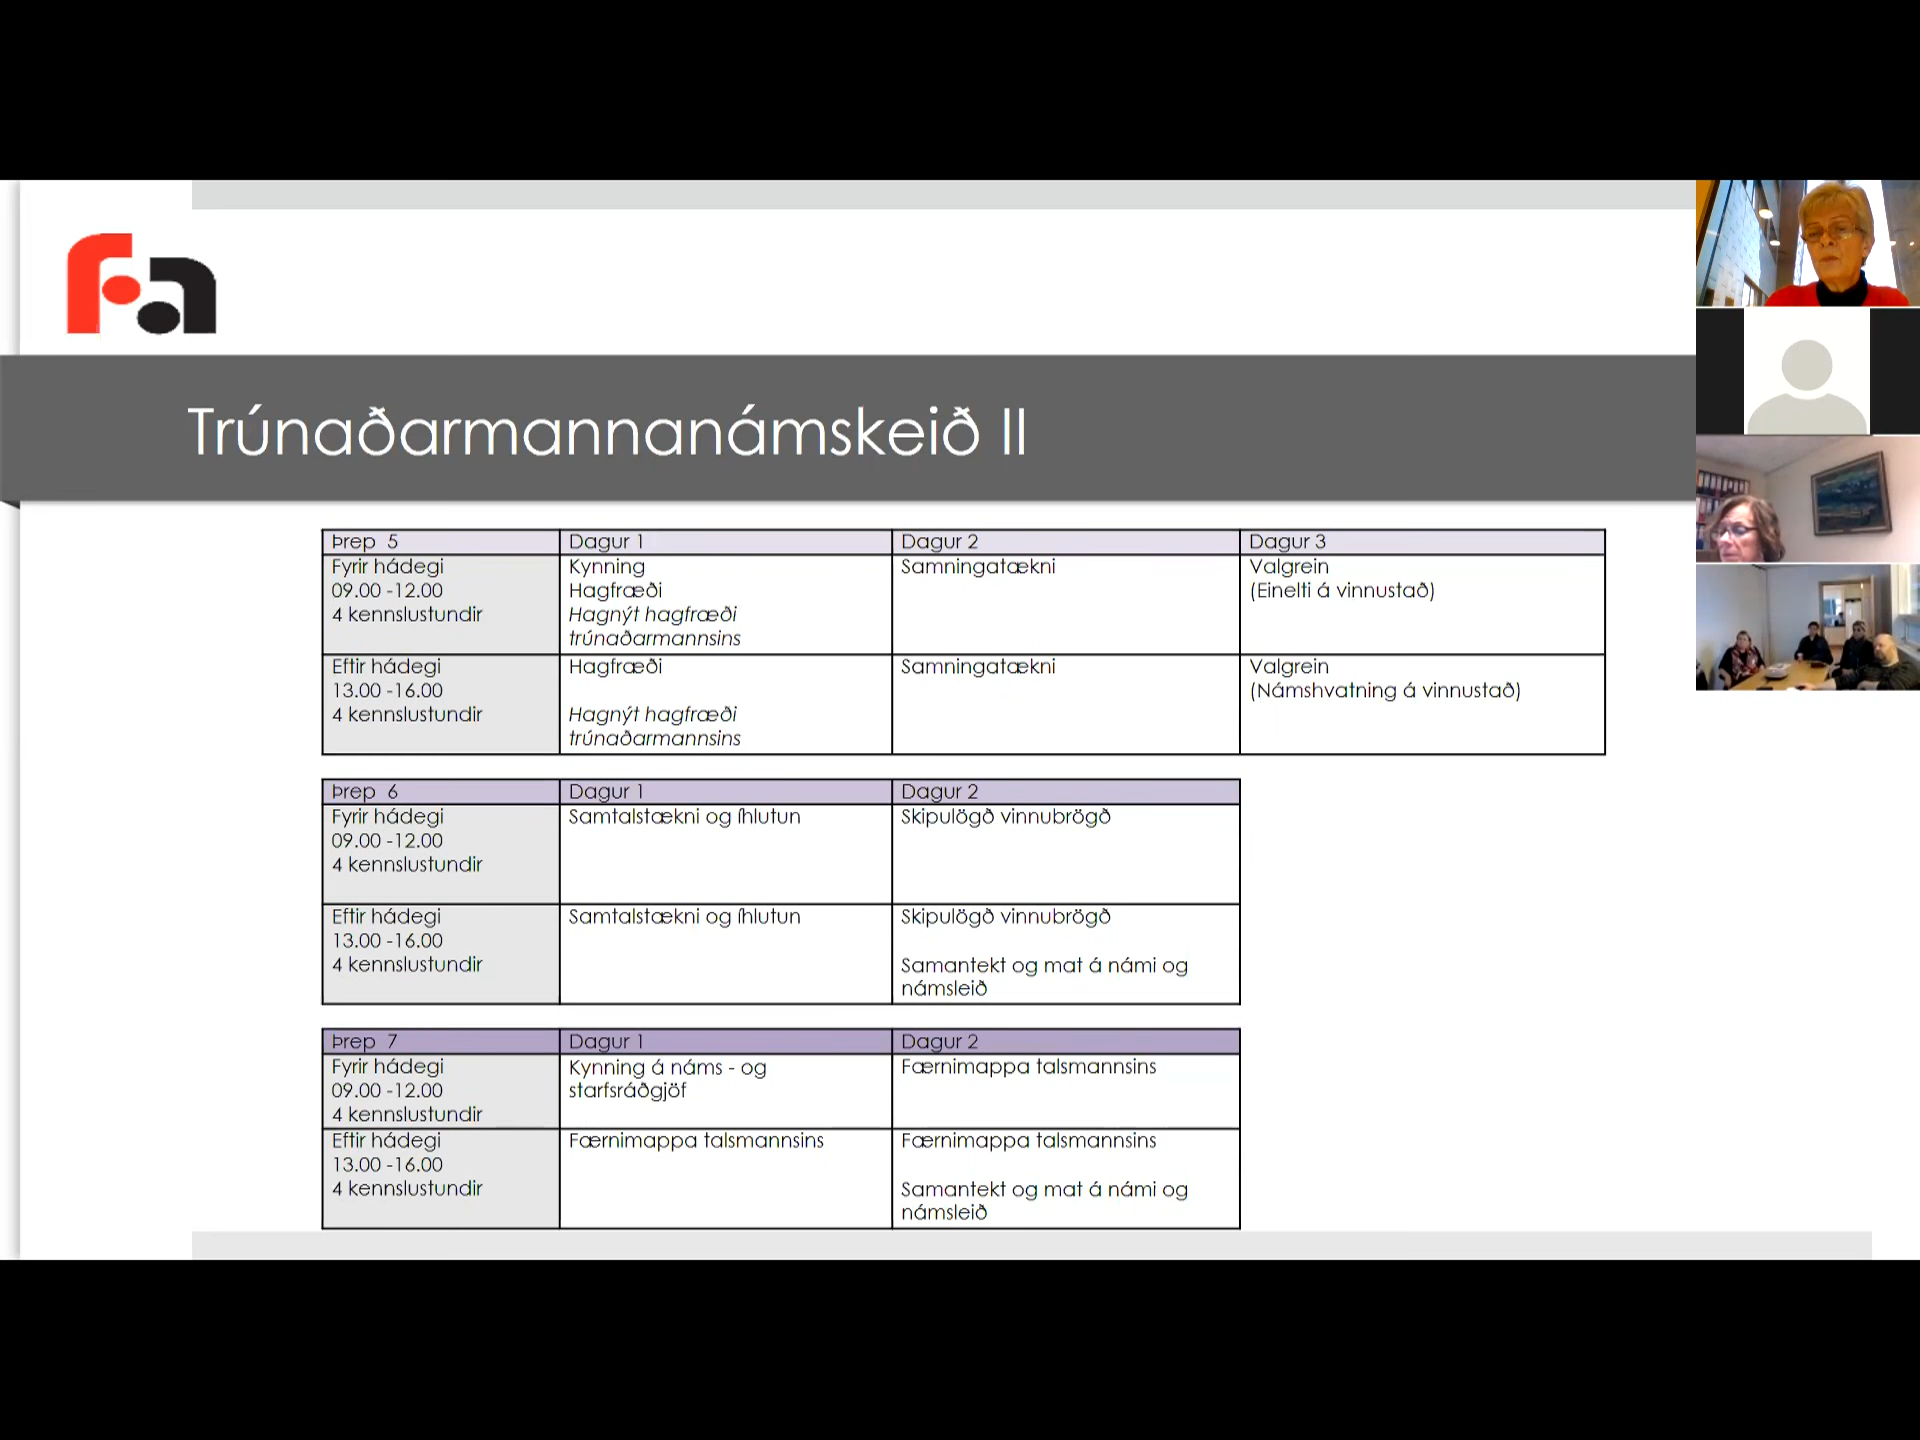 fa
Trúnaðarmannanámskeið II
Þrep 5
Dagur 1
Dagur 2
Dagur 3
Fyrir hádegi
09.00 -12.00
4 kennslustundir
Kynning
Hagfræði
Hagnýt hagfræði
trúnaðarmannsins
Samningatækni
Valgrein
(Einelti á vinnustað)
Eftir hádegi
13.00 -16.00
4 kennslustundir
Hagfræði
Hagnýt hagfræði
trúnaðarmannsins
Samningatækni
Valgrein
(Námshvatning á vinnustað)
Þrep 6
Dagur 1
Dagur 2
Fyrir hádegi
09.00 -12.00
4 kennslustundir
Samtalstækni og íhlutun
Skipulögð vinnubrögð
Eftir hádegi
13.00 -16.00
4 kennslustundir
Samtalstækni og íhlutun
Skipulögð vinnubrögð
Samantekt og mat á námi og
námsleið
Þrep 7
Dagur 1
Dagur 2
Fyrir hádegi
09.00 -12.00
4 kennslustundir
Kynning á náms - og
starfsráðgjöf
Færnimappa talsmannsins
Eftir hádegi
13.00 -16.00
4 kennslustundir
Færnimappa talsmannsins
Færnimappa talsmannsins
Samantekt og mat á námi og
námsleið